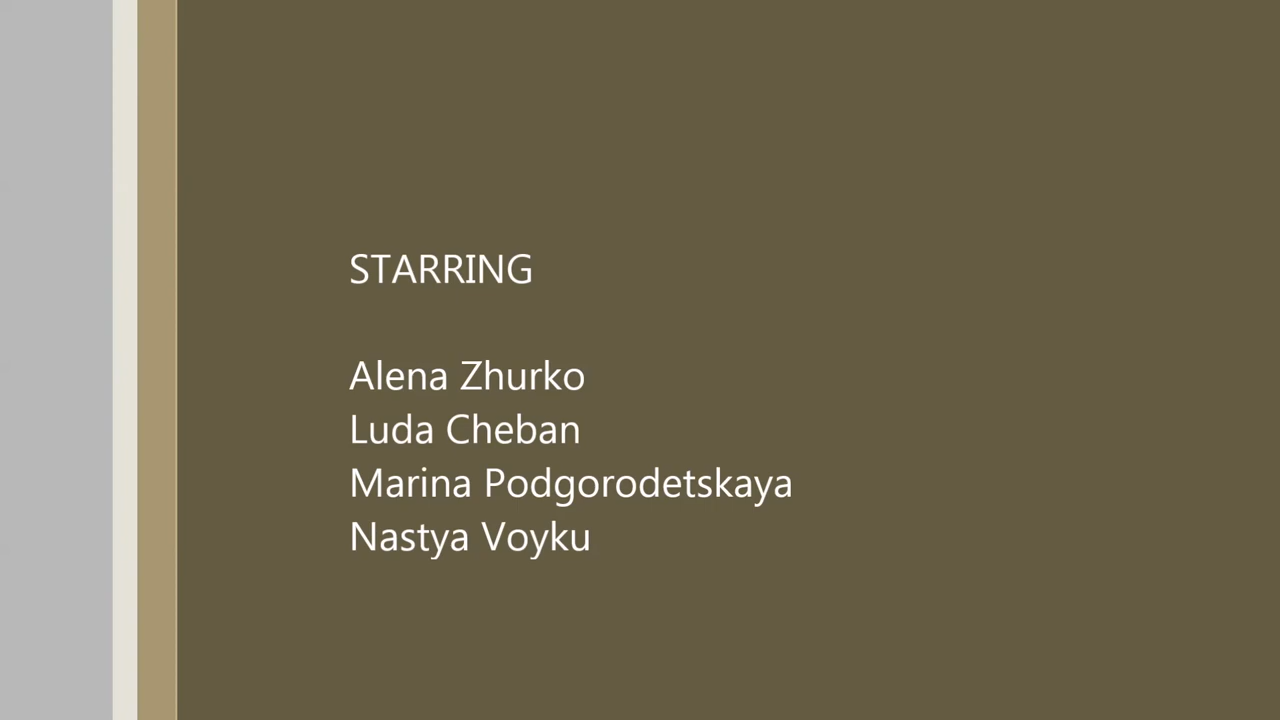 STARRING
Alena Zhurko
Luda Cheban
Marina Podgorodetskaya
Nastya Voyku